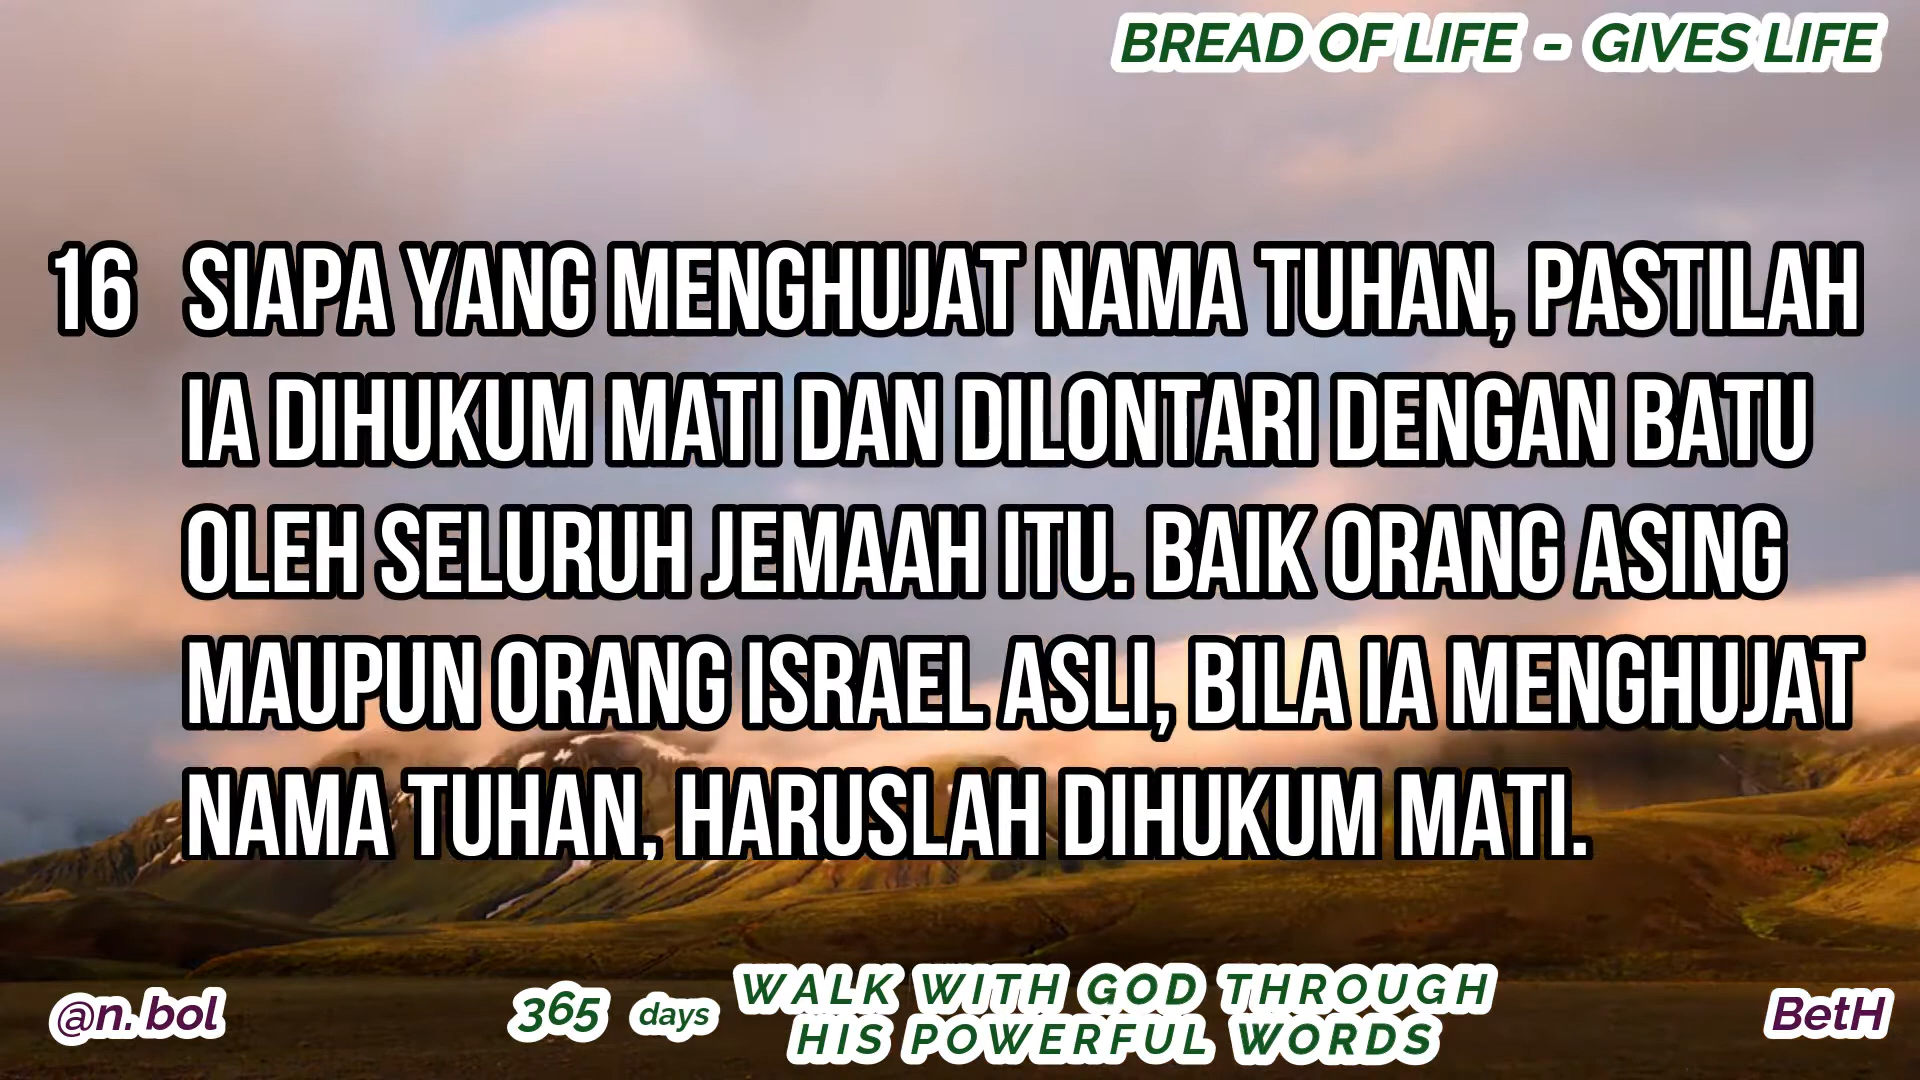 BREAD OF LIFE - GIVES LIFE
16 SIAPA YANG MENGHUJAT NAMA TUHAN, PASTILAH
IA DIHUKUM MATI DAN DILONTARI DENGAN BATU
OLEH SELURUH JEMAAH ITU. BAIK ORANG ASING
MAUPUN ORANG ISRAEL ASLI, BILA IA MENGHUJAT
NAMA TUHAN, HARUSLAH DIHUKUM MATI.
@n.bol
365 days
WALK WITH GOD THROUGH
HIS POWERFUL WORDS
BetH